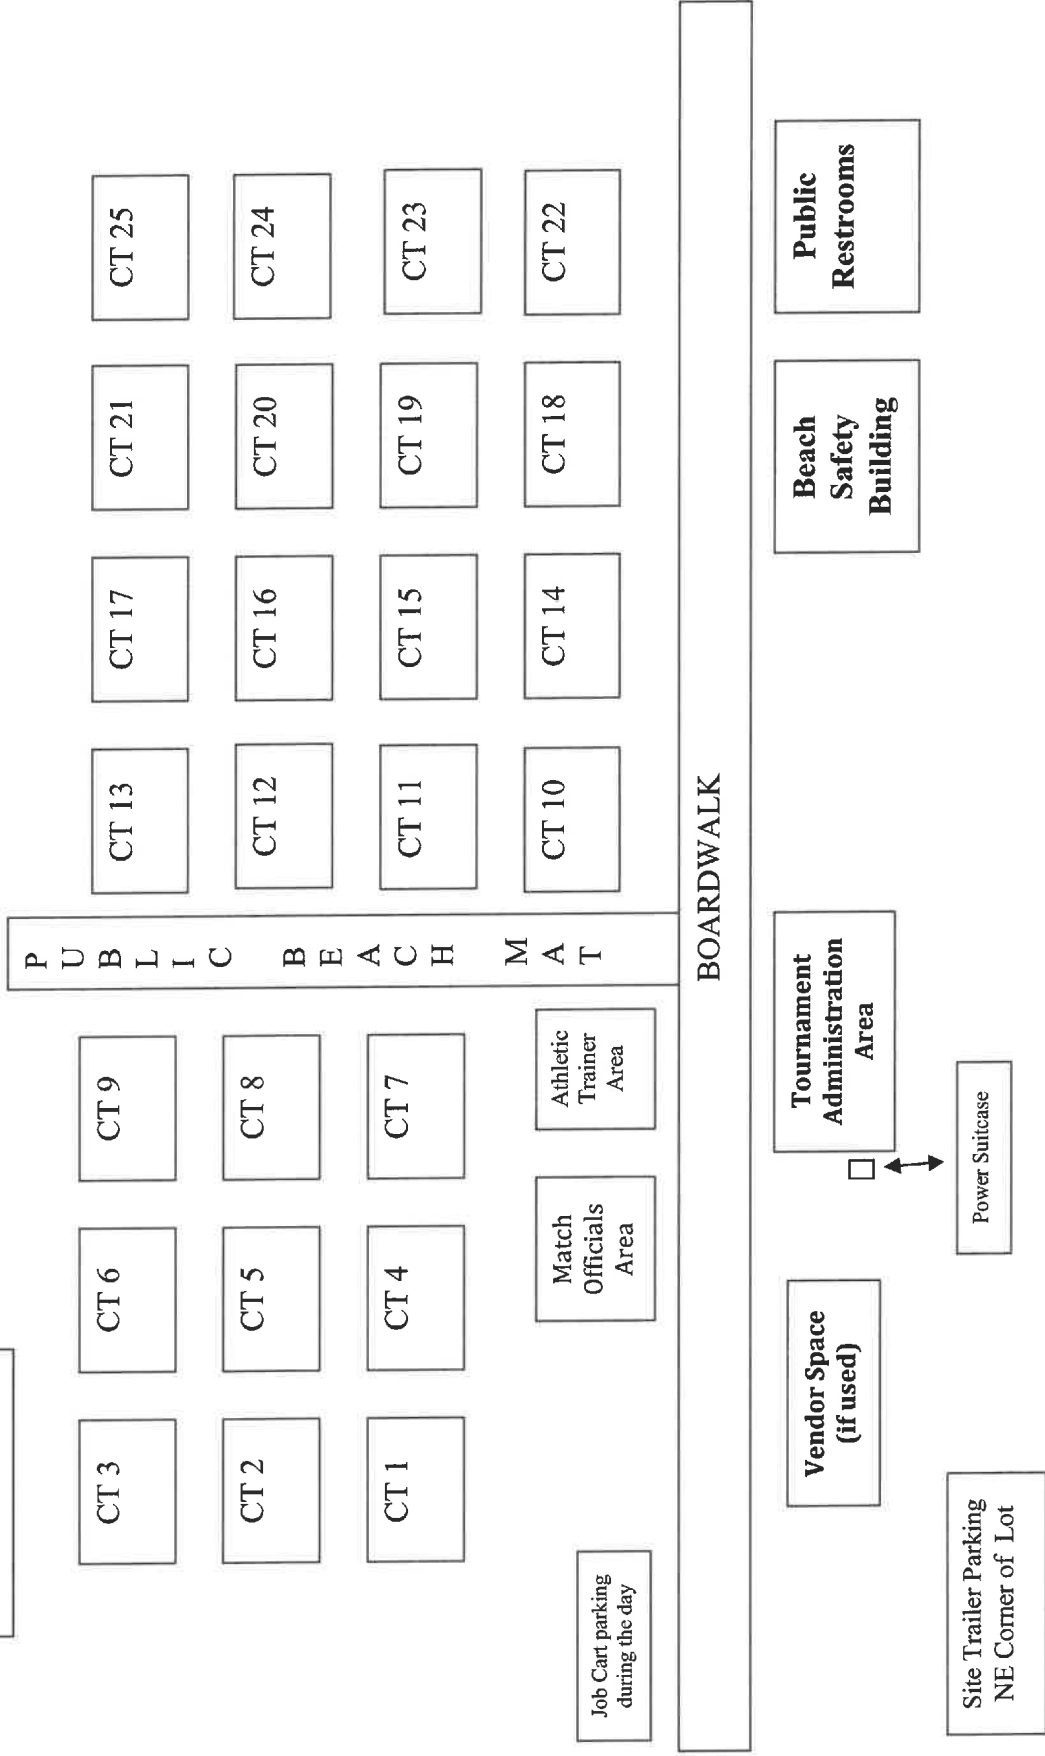 CT 3
CT 6
CT 9
CT 2
CT 5
CT 8
CT 1
CT 4
CT 7
P U B L I C B E A C H M A T
CT 13
CT 17
CT 21
CT 25
CT 12
CT 16
CT 20
CT 24
CT 11
CT 15
CT 19
CT 23
CT 10
CT 14
CT 18
CT 22
Job Cart parking
during the day
Match
Officials
Area
Athletic
Trainer
Area
BOARDWALK
Vendor Space
(if used)
Tournament
Administration
Area
Beach
Safety
Building
Public
Restrooms
Site Trailer Parking
NE Corner of Lot
Power Suitcase